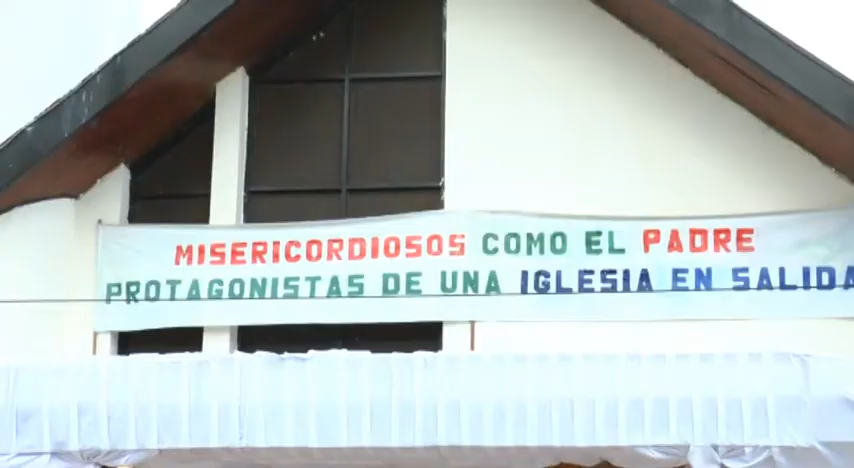 MISERICORDIOSOS COMO EL PADRE
PROTAGONISTAS DE UNA IGLESIA EN SALIDA